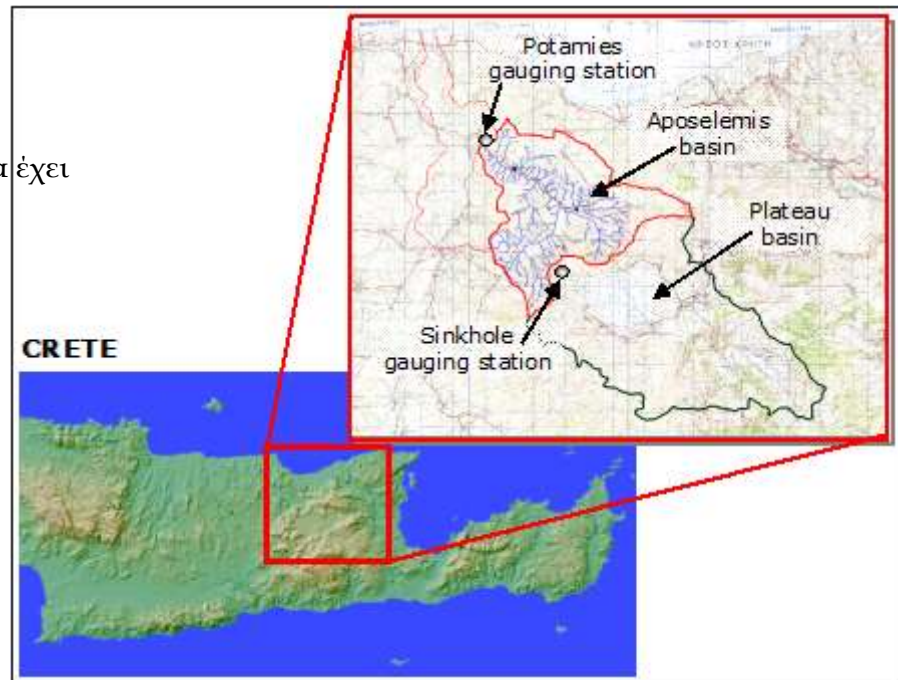 Potamies
gauging station
Aposelemis
basin
έχει
Plateau
basin
Sinkhole
gauging station
CRETE